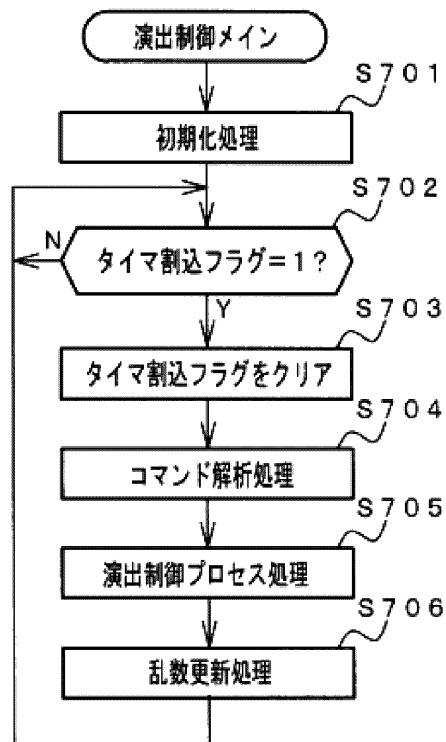 演出制御メイン
S701
初期化処理
S702
N
タイマ割込フラグ=1?
Y
S703
タイマ割込フラグをクリア
S704
コマンド解析処理
S705
演出制御プロセス処理
S706
乱数更新処理